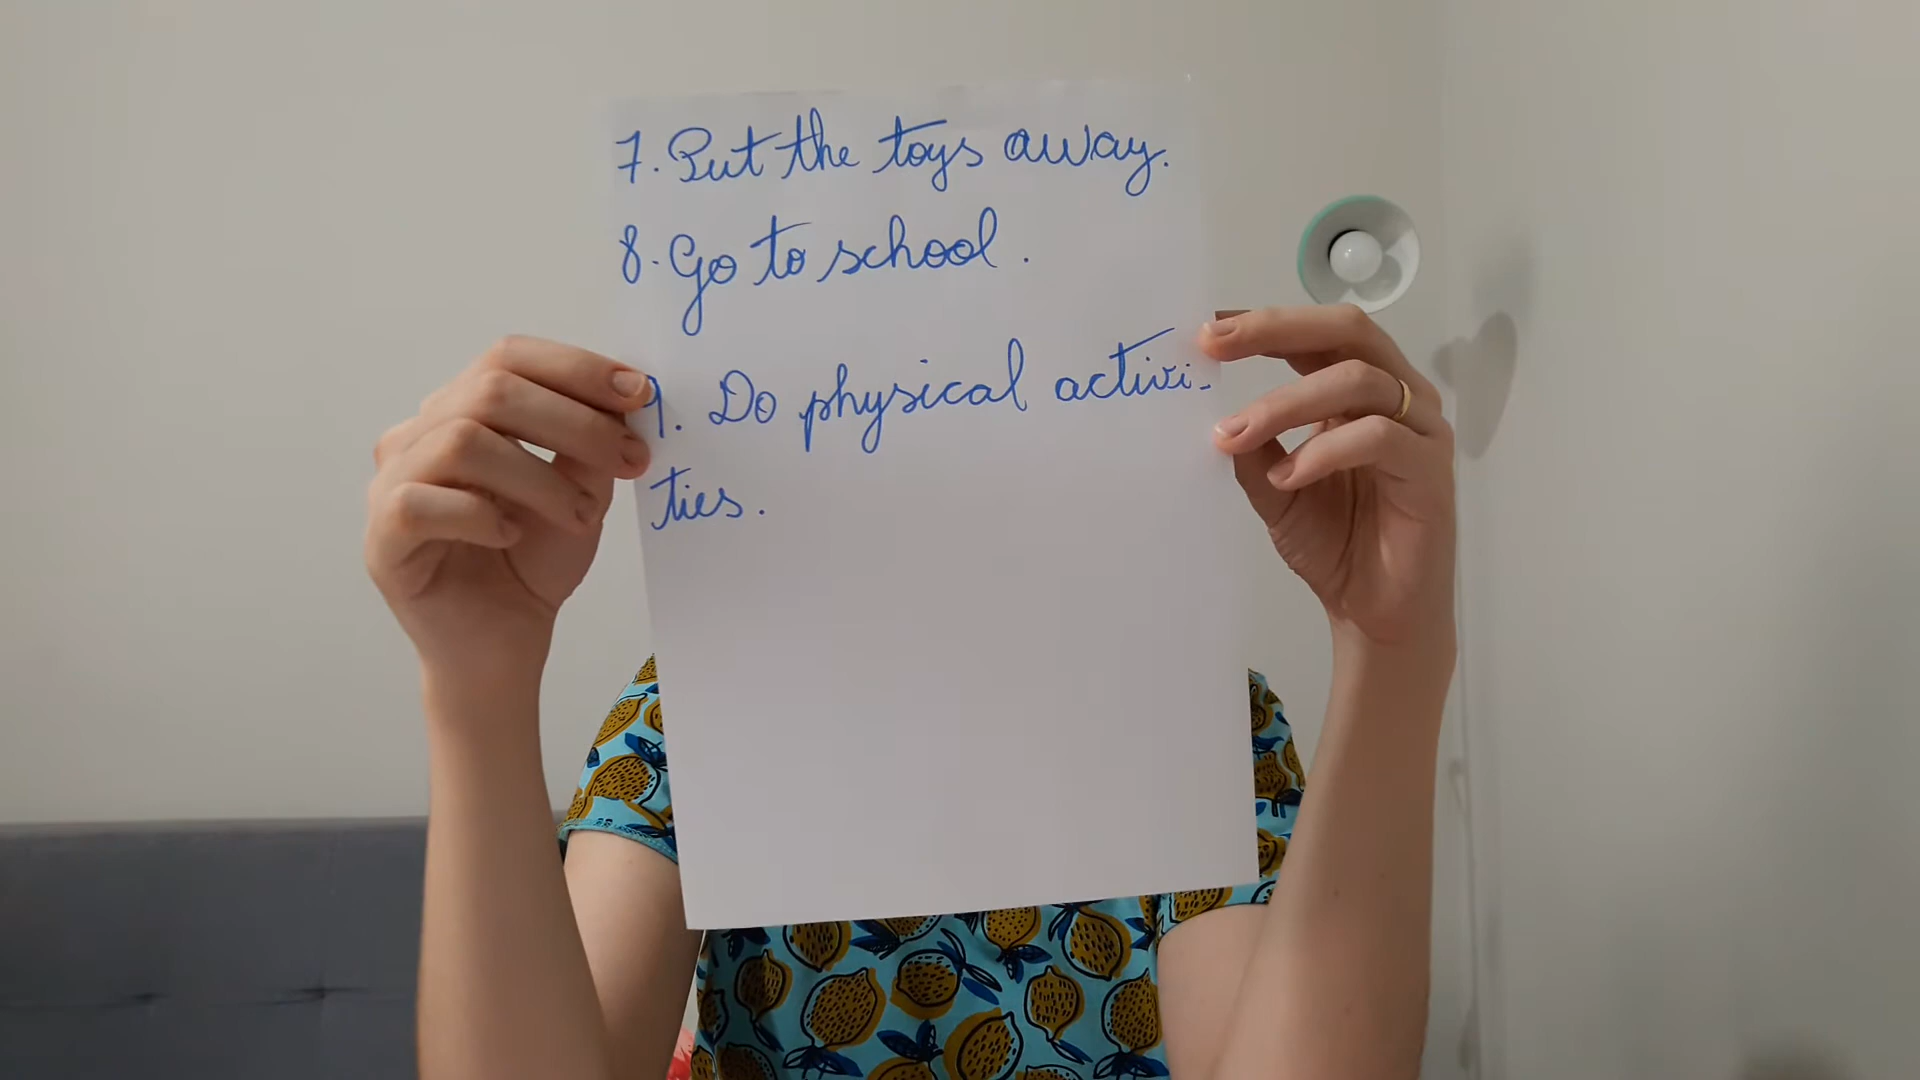 7. Put the toys away.
8. Go to school.
9. Do physical activi-
ties.